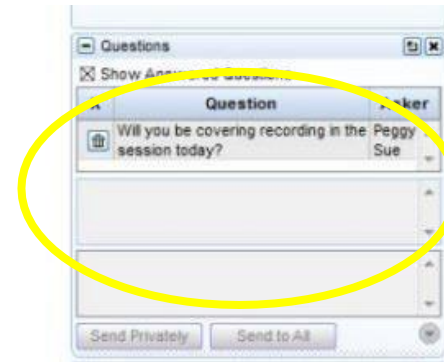 Questions
Show Answered Questions
X Question Asker
Will you be covering recording in the Peggy
session today? Sue
Send Privately Send to All